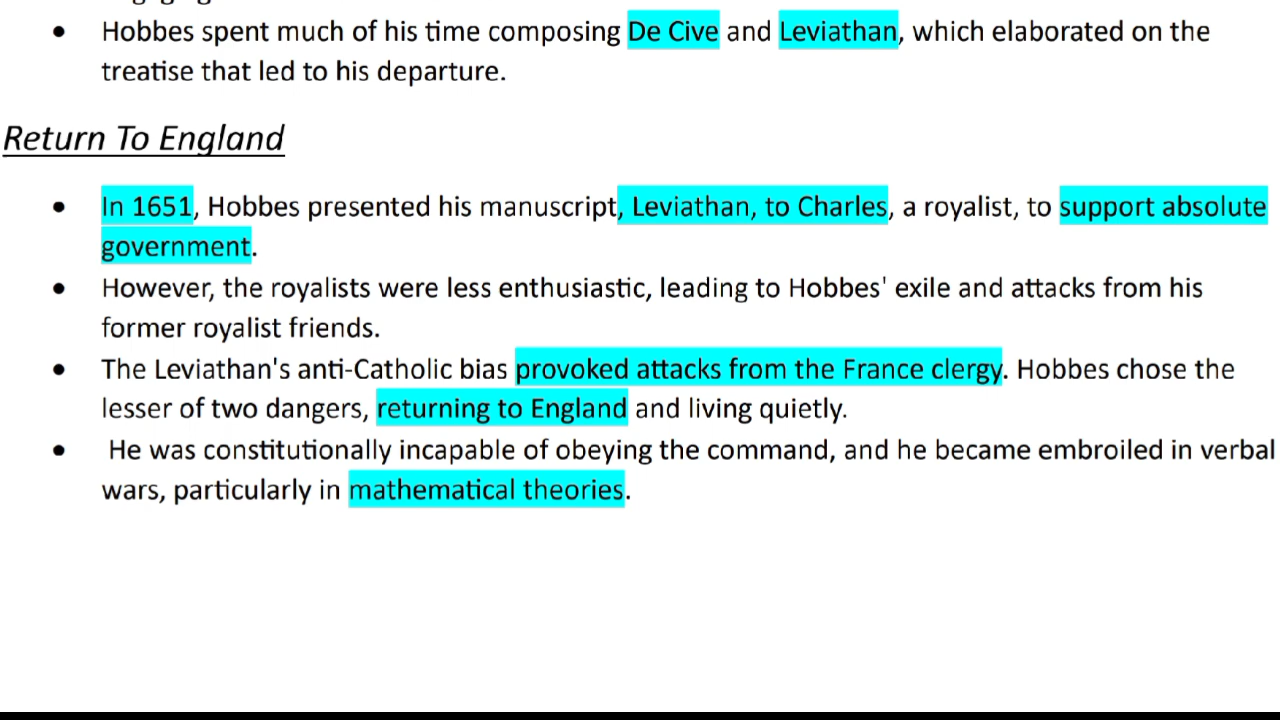 • Hobbes spent much of his time composing De Cive and Leviathan, which elaborated on the
treatise that led to his departure.
Return To England
• In 1651, Hobbes presented his manuscript, Leviathan, to Charles, a royalist, to support absolute
government.
• However, the royalists were less enthusiastic, leading to Hobbes' exile and attacks from his
former royalist friends.
• The Leviathan's anti-Catholic bias provoked attacks from the France clergy. Hobbes chose the
lesser of two dangers, returning to England and living quietly.
• He was constitutionally incapable of obeying the command, and he became embroiled in verbal
wars, particularly in mathematical theories.